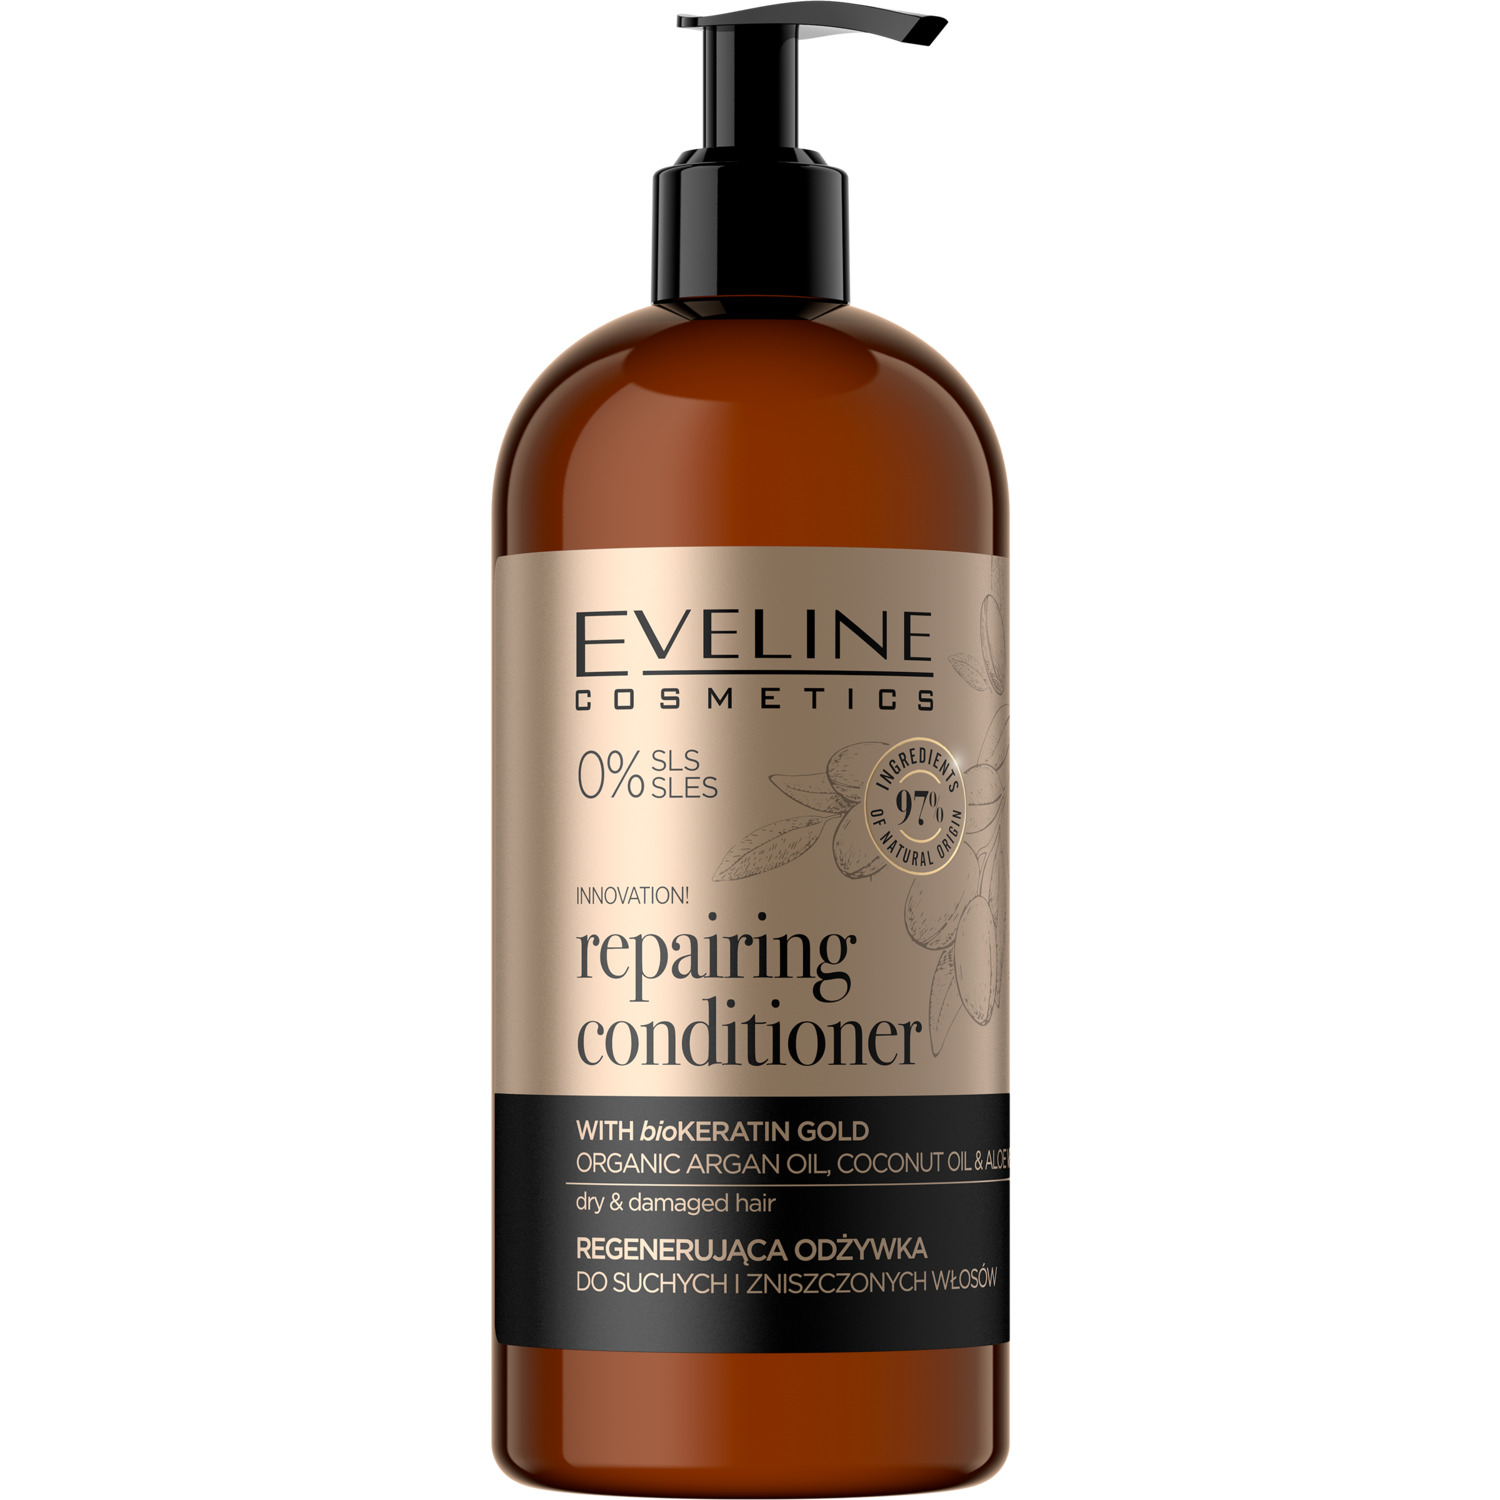 EVELINE
COSMETICS
0% SLS
SLES
INGREDIENTS
97%
OF NATURAL ORIGIN
INNOVATION!
repairing
conditioner
WITH bioKERATIN GOLD
ORGANIC ARGAN OIL, COCONUT OIL & ALOE
dry & damaged hair
REGENERUJĄCA ODŻYWKA
DO SUCHYCH I ZNISZCZONYCH WŁOSÓW